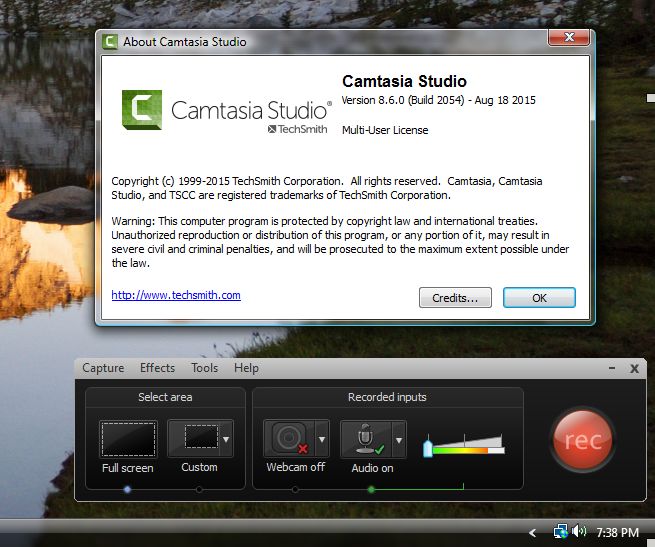 About Camtasia Studio
Camtasia Studio®
TechSmith
Camtasia Studio
Version 8.6.0 (Build 2054) - Aug 18 2015
Multi-User License
Copyright (c) 1999-2015 TechSmith Corporation.  All rights reserved.  Camtasia, Camtasia
Studio, and TSCC are registered trademarks of TechSmith Corporation.
Warning: This computer program is protected by copyright law and international treaties.
Unauthorized reproduction or distribution of this program, or any portion of it, may result in
severe civil and criminal penalties, and will be prosecuted to the maximum extent possible under
the law.
http://www.techsmith.com
Credits...
OK
Capture Effects Tools Help
Select area
Recorded inputs
Full screen
Custom
Webcam off
Audio on
rec
7:38 PM